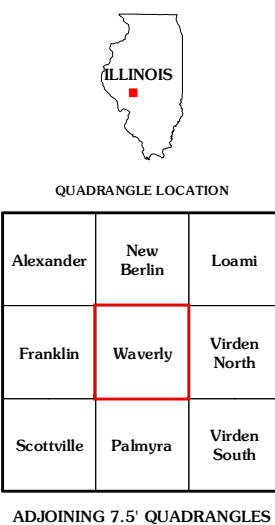 ILLINOIS
QUADRANGLE LOCATION
Alexander
New
Berlin
Loami
Franklin
Waverly
Virden
North
Scottville
Palmyra
Virden
South
ADJOINING 7.5' QUADRANGLES